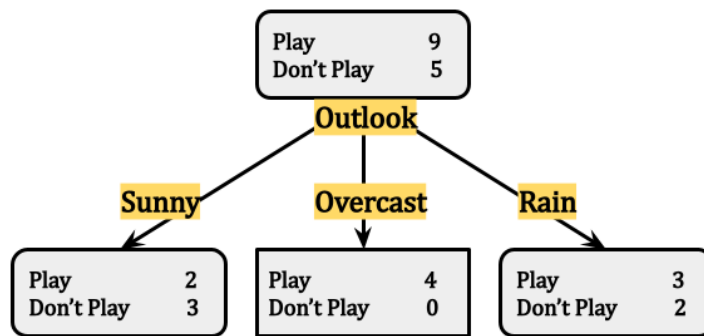 Play 9
Don't Play 5
Outlook
Sunny Overcast Rain
Play 2
Don't Play 3
Play 4
Don't Play 0
Play 3
Don't Play 2